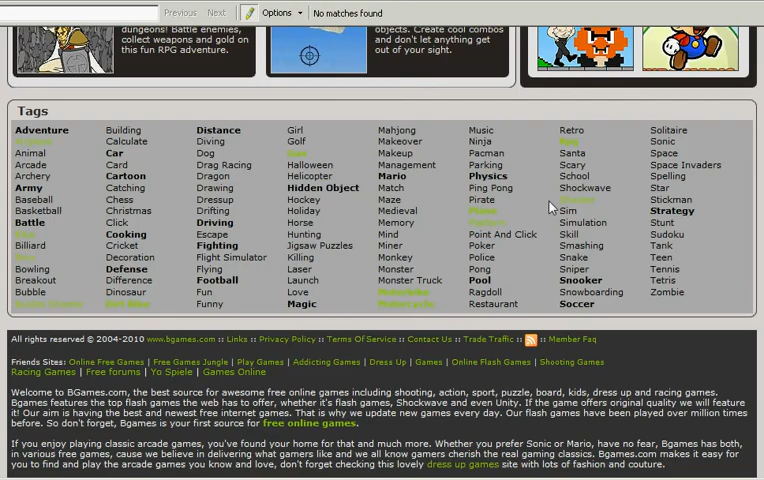 Previous Next Options No matches found
dungeons! Battle enemies,
collect weapons and gold on
this fun RPG adventure.
objects. Create cool combos
and don't let anything get
out of your sight.
Tags
Adventure Building Distance Girl Mahjong Music Retro Solitaire
Calculate Diving Golf Makeover Ninja Sonic
Animal Car Dog Makeup Pacman Santa Space
Arcade Card Drag Racing Halloween Management Parking Scary Space Invaders
Archery Cartoon Dragon Helicopter Mario Physics School Spelling
Army Catching Drawing Hidden Object Match Ping Pong Shockwave Star
Baseball Chess Dressup Hockey Maze Pirate Stickman
Basketball Christmas Drifting Holiday Medieval Sim Strategy
Battle Click Driving Horse Memory Simulation Stunt
Cooking Escape Hunting Mind Point And Click Skill Sudoku
Billiard Cricket Fighting Jigsaw Puzzles Miner Poker Smashing Tank
Decoration Flight Simulator Killing Monkey Police Snake Teen
Bowling Defense Flying Laser Monster Pong Sniper Tennis
Breakout Difference Football Launch Monster Truck Pool Snooker Tetris
Bubble Dinosaur Fun Love Motorbike Ragdoll Snowboarding Zombie
Bubble Shooter Dirt Bike Funny Magic Motorcycle Restaurant Soccer
All rights reserved © 2004-2010 www.bgames.com :: Links :: Privacy Policy :: Terms Of Service :: Contact Us :: Trade Traffic :: :: Member Faq
Friends Sites: Online Free Games | Free Games Jungle | Play Games | Addicting Games | Dress Up | Games | Online Flash Games | Shooting Games
Racing Games | Free forums | Yo Spiele | Games Online
Welcome to BGames.com, the best source for awesome free online games including shooting, action, sport, puzzle, board, kids, dress up and racing games.
Bgames features the top flash games the web has to offer, whether it's flash games, Shockwave and even Unity. If the game offers original quality we will feature
it! Our aim is having the best and newest free internet games. That is why we update new games every day. Our flash games have been played over million times
before. So don't forget, Bgames is your first source for free online games.
If you enjoy playing classic arcade games, you've found your home for that and much more. Whether you prefer Sonic or Mario, have no fear, Bgames has both,
in various free games, cause we believe in delivering what gamers like and we all know gamers cherish the real gaming classics. Bgames.com makes it easy for
you to find and play the arcade games you know and love, don't forget checking this lovely dress up games site with lots of fashion and couture.